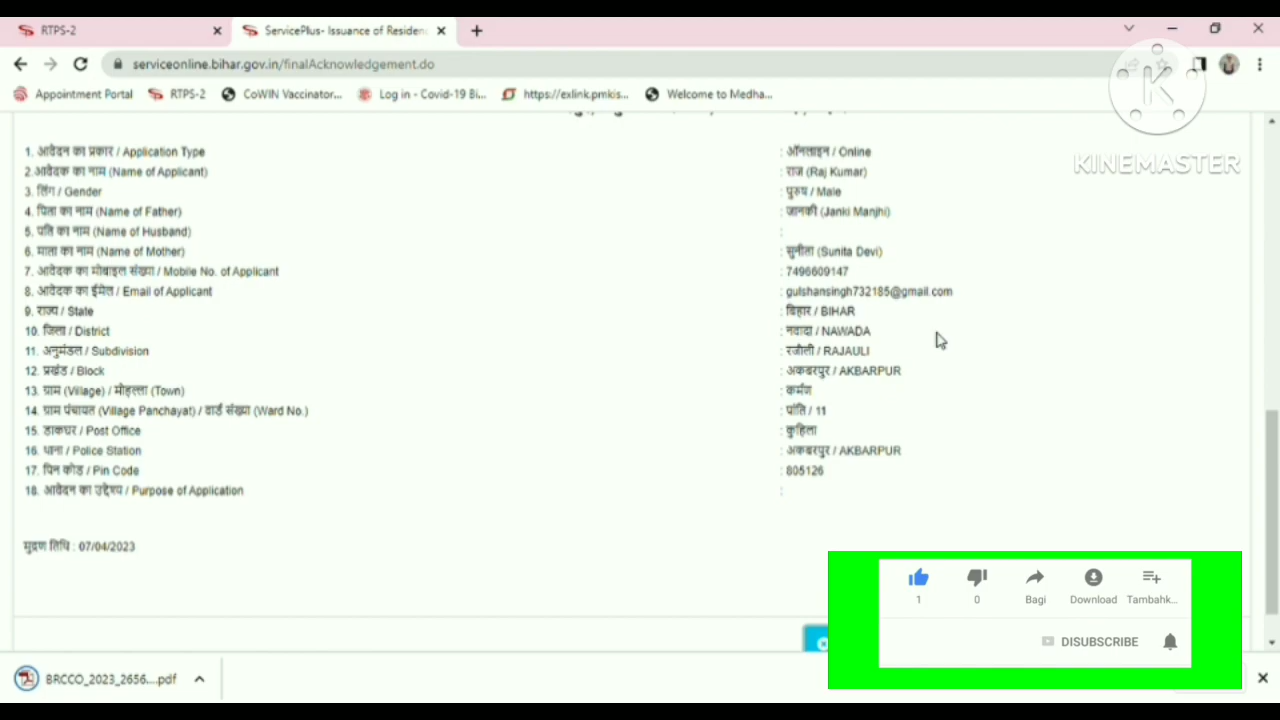 RTPS-2
ServicePlus- Issuance of Residen
serviceonline.bihar.gov.in/finalAcknowledgement.do
Appointment Portal RTPS-2 CoWIN Vaccinator... Log in - Covid-19 Bi... https://exlink.pmkis... Welcome to Medha...
KINEMASTER
1. आवेदन का प्रकार / Application Type : ऑनलाइन / Online
2.आवेदक का नाम (Name of Applicant) : राज (Raj Kumar)
3. लिंग / Gender : पुरुष / Male
4. पिता का नाम (Name of Father) : जानकी (Janki Manjhi)
5. पति का नाम (Name of Husband) :
6. माता का नाम (Name of Mother) : सुनीता (Sunita Devi)
7. आवेदक का मोबाइल संख्या / Mobile No. of Applicant : 7496609147
8. आवेदक का ईमेल / Email of Applicant : gulshansingh732185@gmail.com
9. राज्य / State : बिहार / BIHAR
10. जिला / District : नवादा / NAWADA
11. अनुमंडल / Subdivision : रजौली / RAJAULI
12. प्रखंड / Block : अकबरपुर / AKBARPUR
13. ग्राम (Village) / मोहल्ला (Town) :
14. ग्राम पंचायत (Village Panchayat) / वार्ड संख्या (Ward No.) : पांति / 11
15. डाकघर / Post Office : कुहिला
16. थाना / Police Station : अकबरपुर / AKBARPUR
17. पिन कोड / Pin Code : 805126
18. आवेदन का उद्देश्य / Purpose of Application :
मुद्रण तिथि : 07/04/2023
1 0 Bagi Download Tambahk...
DISUBSCRIBE
BRCCO_2023_2656....pdf